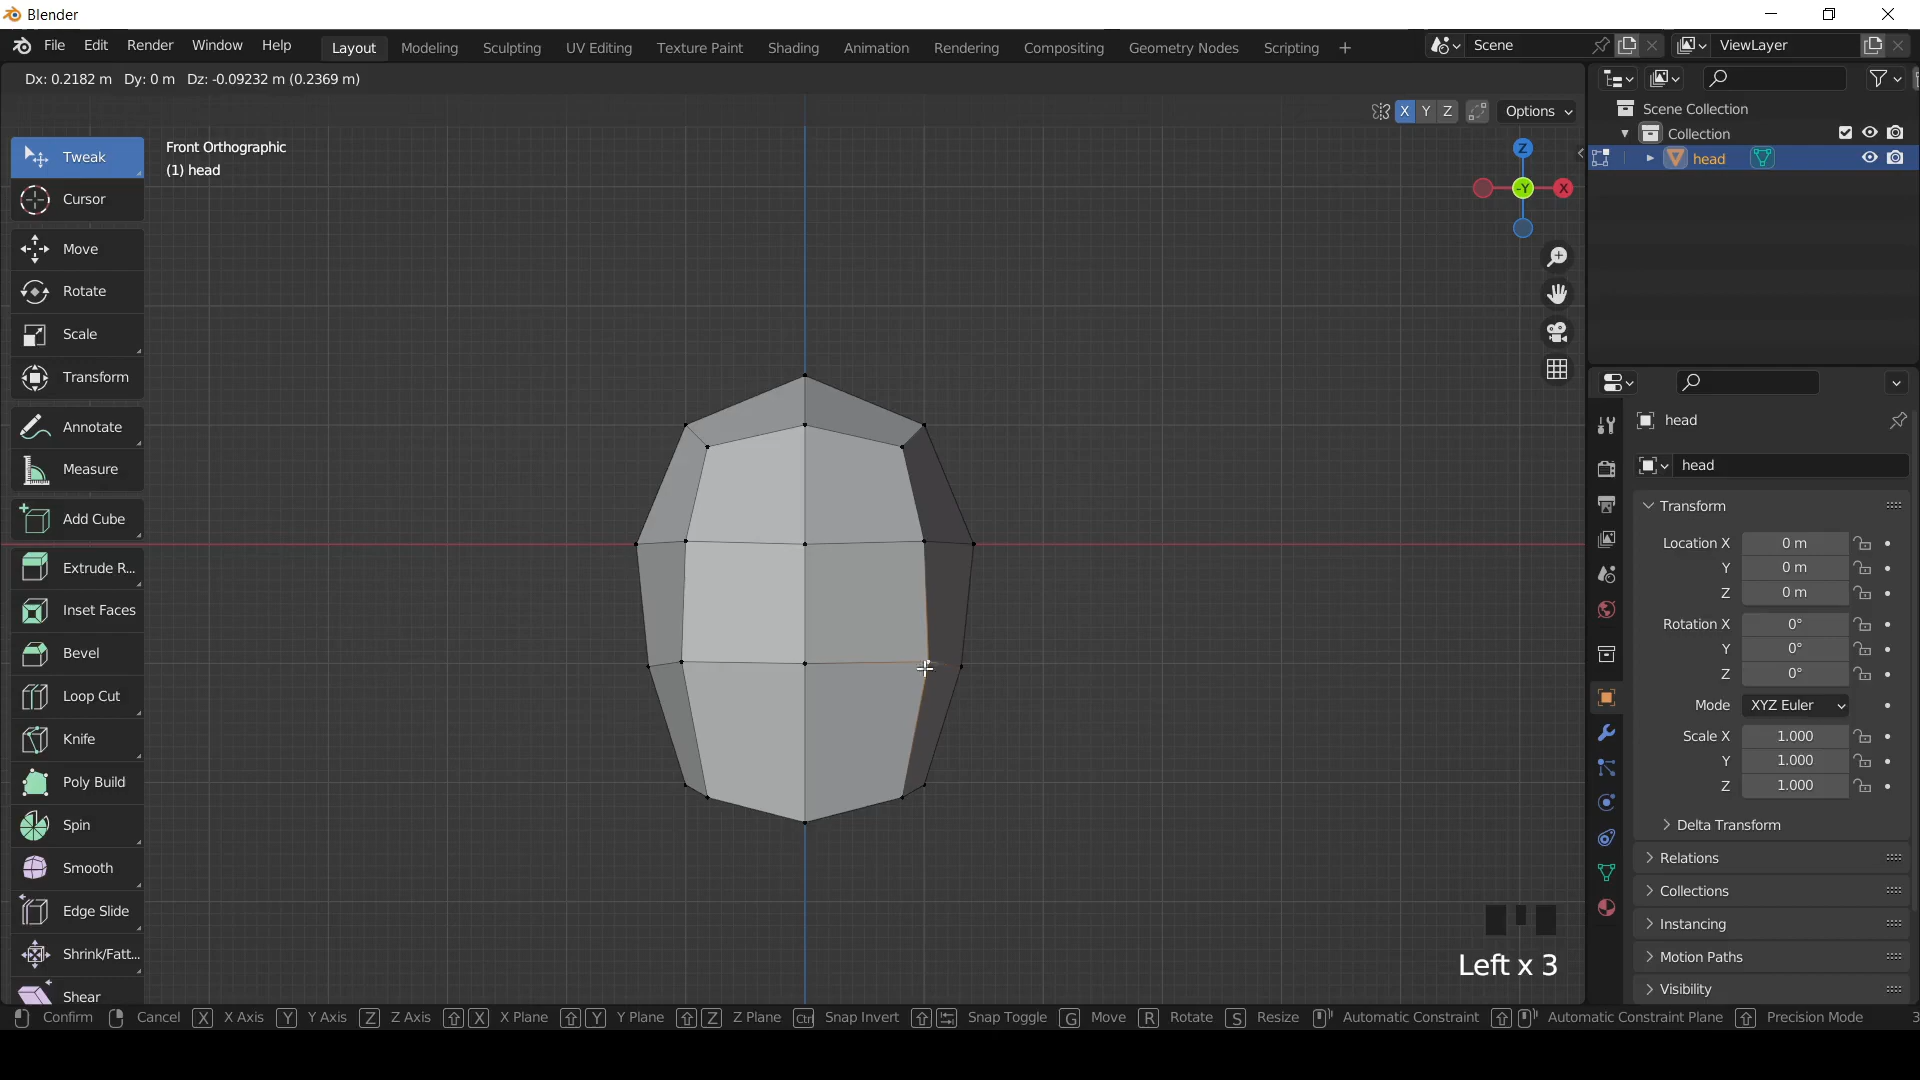 Blender
File Edit Render Window Help Layout Modeling Sculpting UV Editing Texture Paint Shading Animation Rendering Compositing Geometry Nodes Scripting + Scene ViewLayer
Dx: 0.2182 m Dy: 0 m Dz: -0.09232 m (0.2369 m)
X Y Z Options
Front Orthographic
(1) head
Tweak
Cursor
Move
Rotate
Scale
Transform
Annotate
Measure
Add Cube
Extrude R...
Inset Faces
Bevel
Loop Cut
Knife
Poly Build
Spin
Smooth
Edge Slide
Shrink/Fatt...
Shear
Z
-Y X
Left x 3
Scene Collection
Collection
head
head
head
Transform
Location X 0 m
Y 0 m
Z 0 m
Rotation X 0°
Y 0°
Z 0°
Mode XYZ Euler
Scale X 1.000
Y 1.000
Z 1.000
Delta Transform
Relations
Collections
Instancing
Motion Paths
Visibility
Confirm Cancel X X Axis Y Y Axis Z Z Axis X X Plane Y Y Plane Z Z Plane Ctrl Snap Invert Snap Toggle G Move R Rotate S Resize Automatic Constraint Automatic Constraint Plane Precision Mode 3